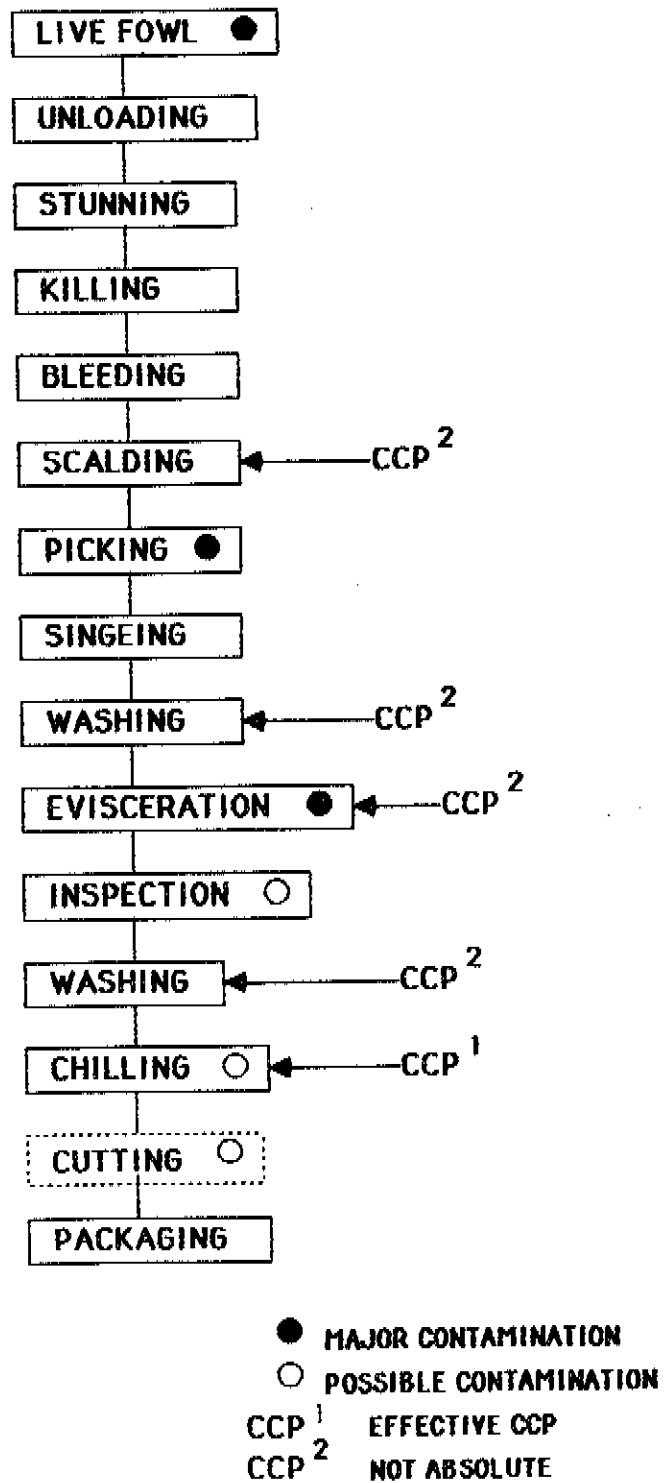 LIVE FOWL
UNLOADING
STUNNING
KILLING
BLEEDING
SCALDING CCP 2
PICKING
SINGEING
WASHING CCP 2
EVISCERATION CCP 2
INSPECTION
WASHING CCP 2
CHILLING CCP 1
CUTTING
PACKAGING
MAJOR CONTAMINATION
POSSIBLE CONTAMINATION
CCP 1 EFFECTIVE CCP
CCP 2 NOT ABSOLUTE